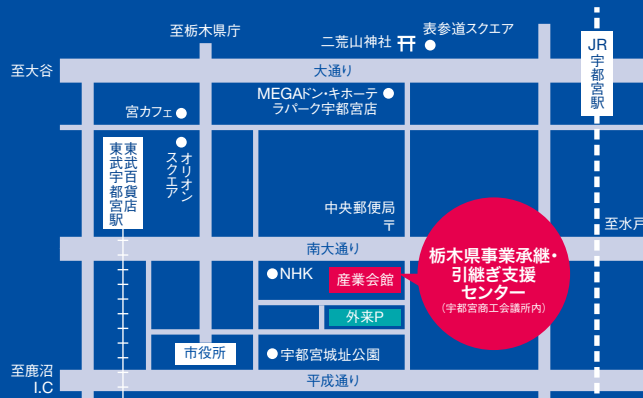 至栃木県庁
二荒山神社
表参道スクエア
JR宇都宮駅
至大谷
大通り
MEGAドン・キホーテ
ラパーク宇都宮店
宮カフェ
オリオン
スクエア
東武百貨店
東武宇都宮駅
中央郵便局
〒
至水戸
南大通り
栃木県事業承継・
引継ぎ支援
センター
(宇都宮商工会議所内)
NHK
産業会館
外来P
市役所
宇都宮城址公園
至鹿沼
I.C
平成通り